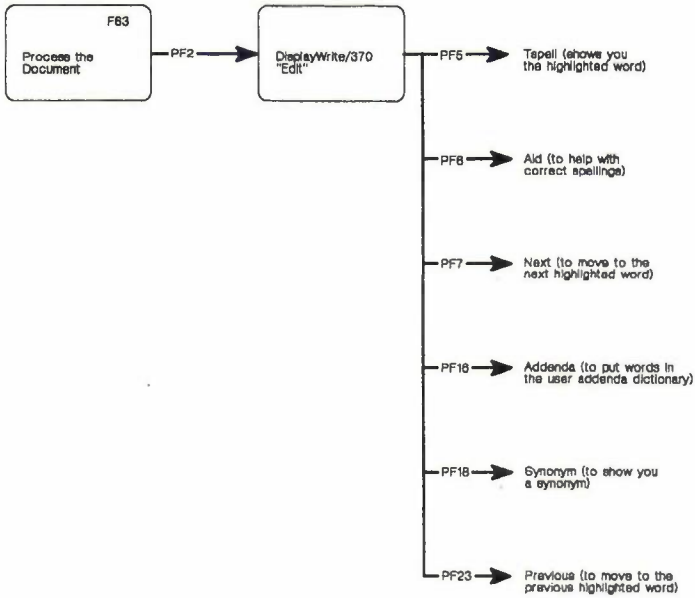 F63
Process the
Document
PF2
DisplayWrite/370
"Edit"
PF5
Tspell (shows you
the highlighted word)
PF6
Aid (to help with
correct spellings)
PF7
Next (to move to the
next highlighted word)
PF16
Addenda (to put words in
the user addenda dictionary)
PF18
Synonym (to show you
a synonym)
PF23
Previous (to move to the
previous highlighted word)